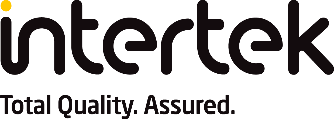 intertek
Total Quality. Assured.